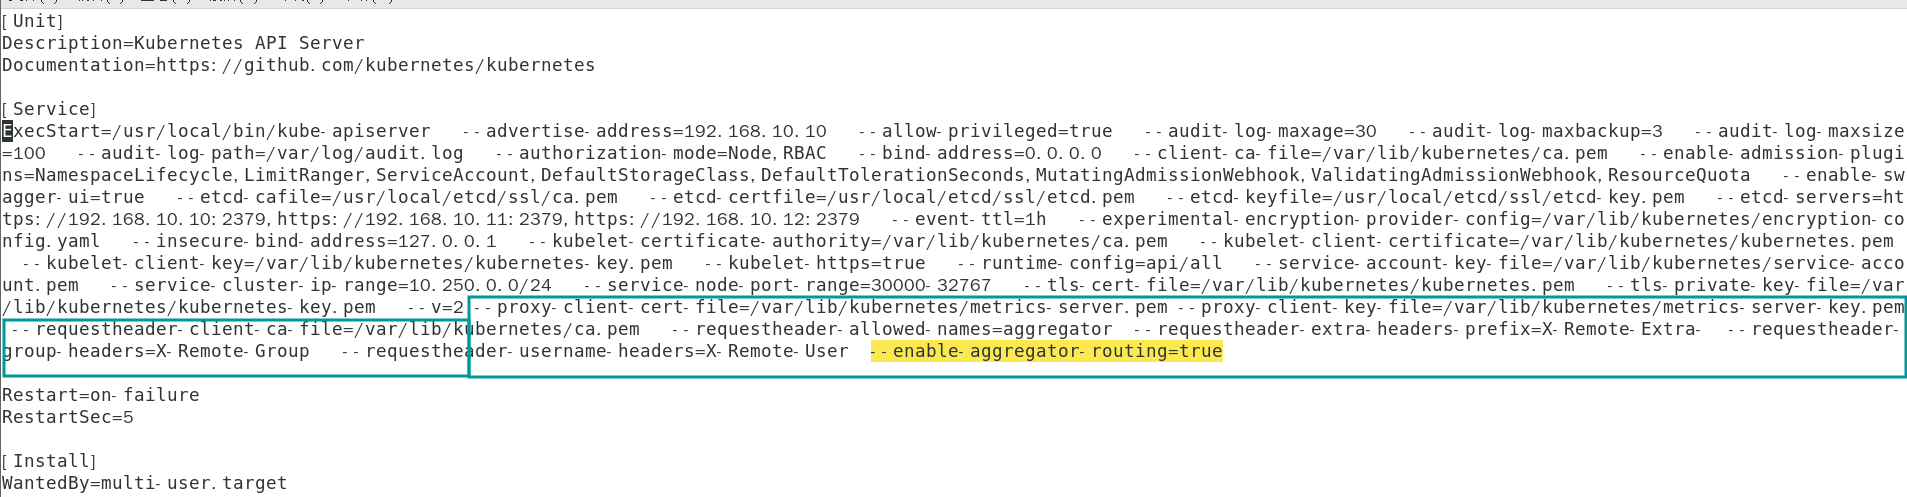 [Unit]
Description=Kubernetes API Server
Documentation=https://github.com/kubernetes/kubernetes
[Service]
ExecStart=/usr/local/bin/kube-apiserver   --advertise-address=192.168.10.10   --allow-privileged=true   --audit-log-maxage=30   --audit-log-maxbackup=3   --audit-log-maxsize
=100   --audit-log-path=/var/log/audit.log   --authorization-mode=Node,RBAC   --bind-address=0.0.0.0   --client-ca-file=/var/lib/kubernetes/ca.pem   --enable-admission-plugi
ns=NamespaceLifecycle,LimitRanger,ServiceAccount,DefaultStorageClass,DefaultTolerationSeconds,MutatingAdmissionWebhook,ValidatingAdmissionWebhook,ResourceQuota   --enable-sw
agger-ui=true   --etcd-cafile=/usr/local/etcd/ssl/ca.pem   --etcd-certfile=/usr/local/etcd/ssl/etcd.pem   --etcd-keyfile=/usr/local/etcd/ssl/etcd-key.pem   --etcd-servers=ht
tps://192.168.10.10:2379,https://192.168.10.11:2379,https://192.168.10.12:2379   --event-ttl=1h   --experimental-encryption-provider-config=/var/lib/kubernetes/encryption-co
nfig.yaml   --insecure-bind-address=127.0.0.1   --kubelet-certificate-authority=/var/lib/kubernetes/ca.pem   --kubelet-client-certificate=/var/lib/kubernetes/kubernetes.pem
--kubelet-client-key=/var/lib/kubernetes/kubernetes-key.pem   --kubelet-https=true   --runtime-config=api/all   --service-account-key-file=/var/lib/kubernetes/service-acco
unt.pem   --service-cluster-ip-range=10.250.0.0/24   --service-node-port-range=30000-32767   --tls-cert-file=/var/lib/kubernetes/kubernetes.pem   --tls-private-key-file=/var
/lib/kubernetes/kubernetes-key.pem   --v=2 --proxy-client-cert-file=/var/lib/kubernetes/metrics-server.pem --proxy-client-key-file=/var/lib/kubernetes/metrics-server-key.pem
--requestheader-client-ca-file=/var/lib/kubernetes/ca.pem   --requestheader-allowed-names=aggregator  --requestheader-extra-headers-prefix=X-Remote-Extra-  --requestheader-
group-headers=X-Remote-Group   --requestheader-username-headers=X-Remote-User  --enable-aggregator-routing=true
Restart=on-failure
RestartSec=5
[Install]
WantedBy=multi-user.target